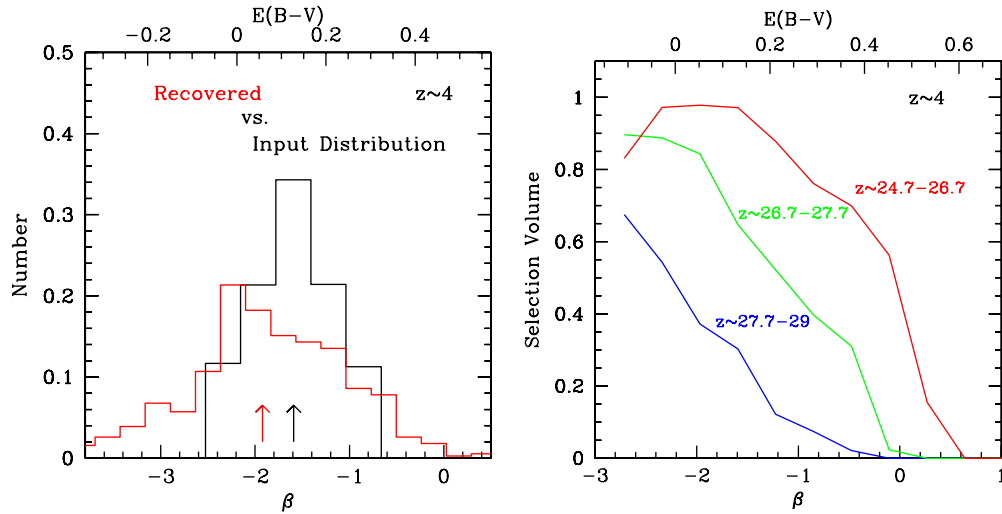 E(B−V)
−0.2 0 0.2 0.4
0.5
0.4
0.3
0.2
0.1
0
Number
Recovered
vs.
Input Distribution
z~4
−3 −2 −1 0
β
E(B−V)
0 0.2 0.4 0.6
1
0.8
0.6
0.4
0.2
0
Selection Volume
z~4
z~24.7−26.7
z~26.7−27.7
z~27.7−29
−3 −2 −1 0 1
β